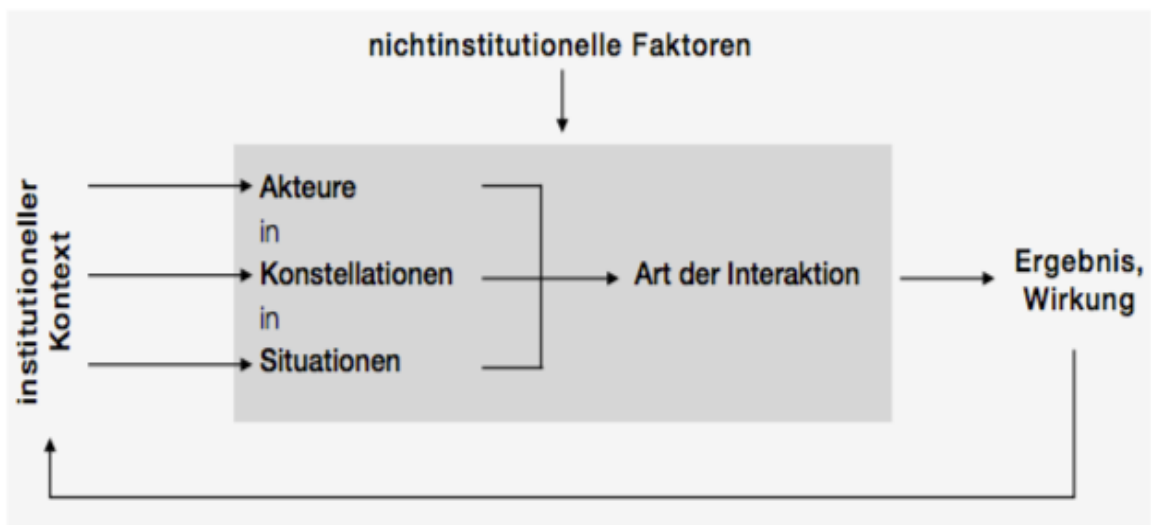 nichtinstitutionelle Faktoren
institutioneller
Kontext
Akteure
in
Konstellationen
in
Situationen
Art der Interaktion
Ergebnis,
Wirkung